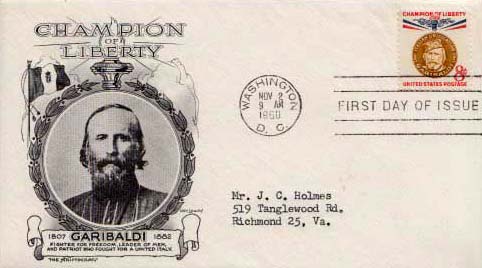 CHAMPION
OF
LIBERTY
CHAMPION OF LIBERTY
8¢
UNITED STATES POSTAGE
WASHINGTON
NOV 2
9 AM
1960
D. C.
FIRST DAY OF ISSUE
Mr. J. C. Holmes
519 Tanglewood Rd.
Richmond 25, Va.
1807 GARIBALDI 1882
FIGHTER FOR FREEDOM, LEADER OF MEN,
AND PATRIOT WHO FOUGHT FOR A UNITED ITALY.
"THE ARISTOCRATS"